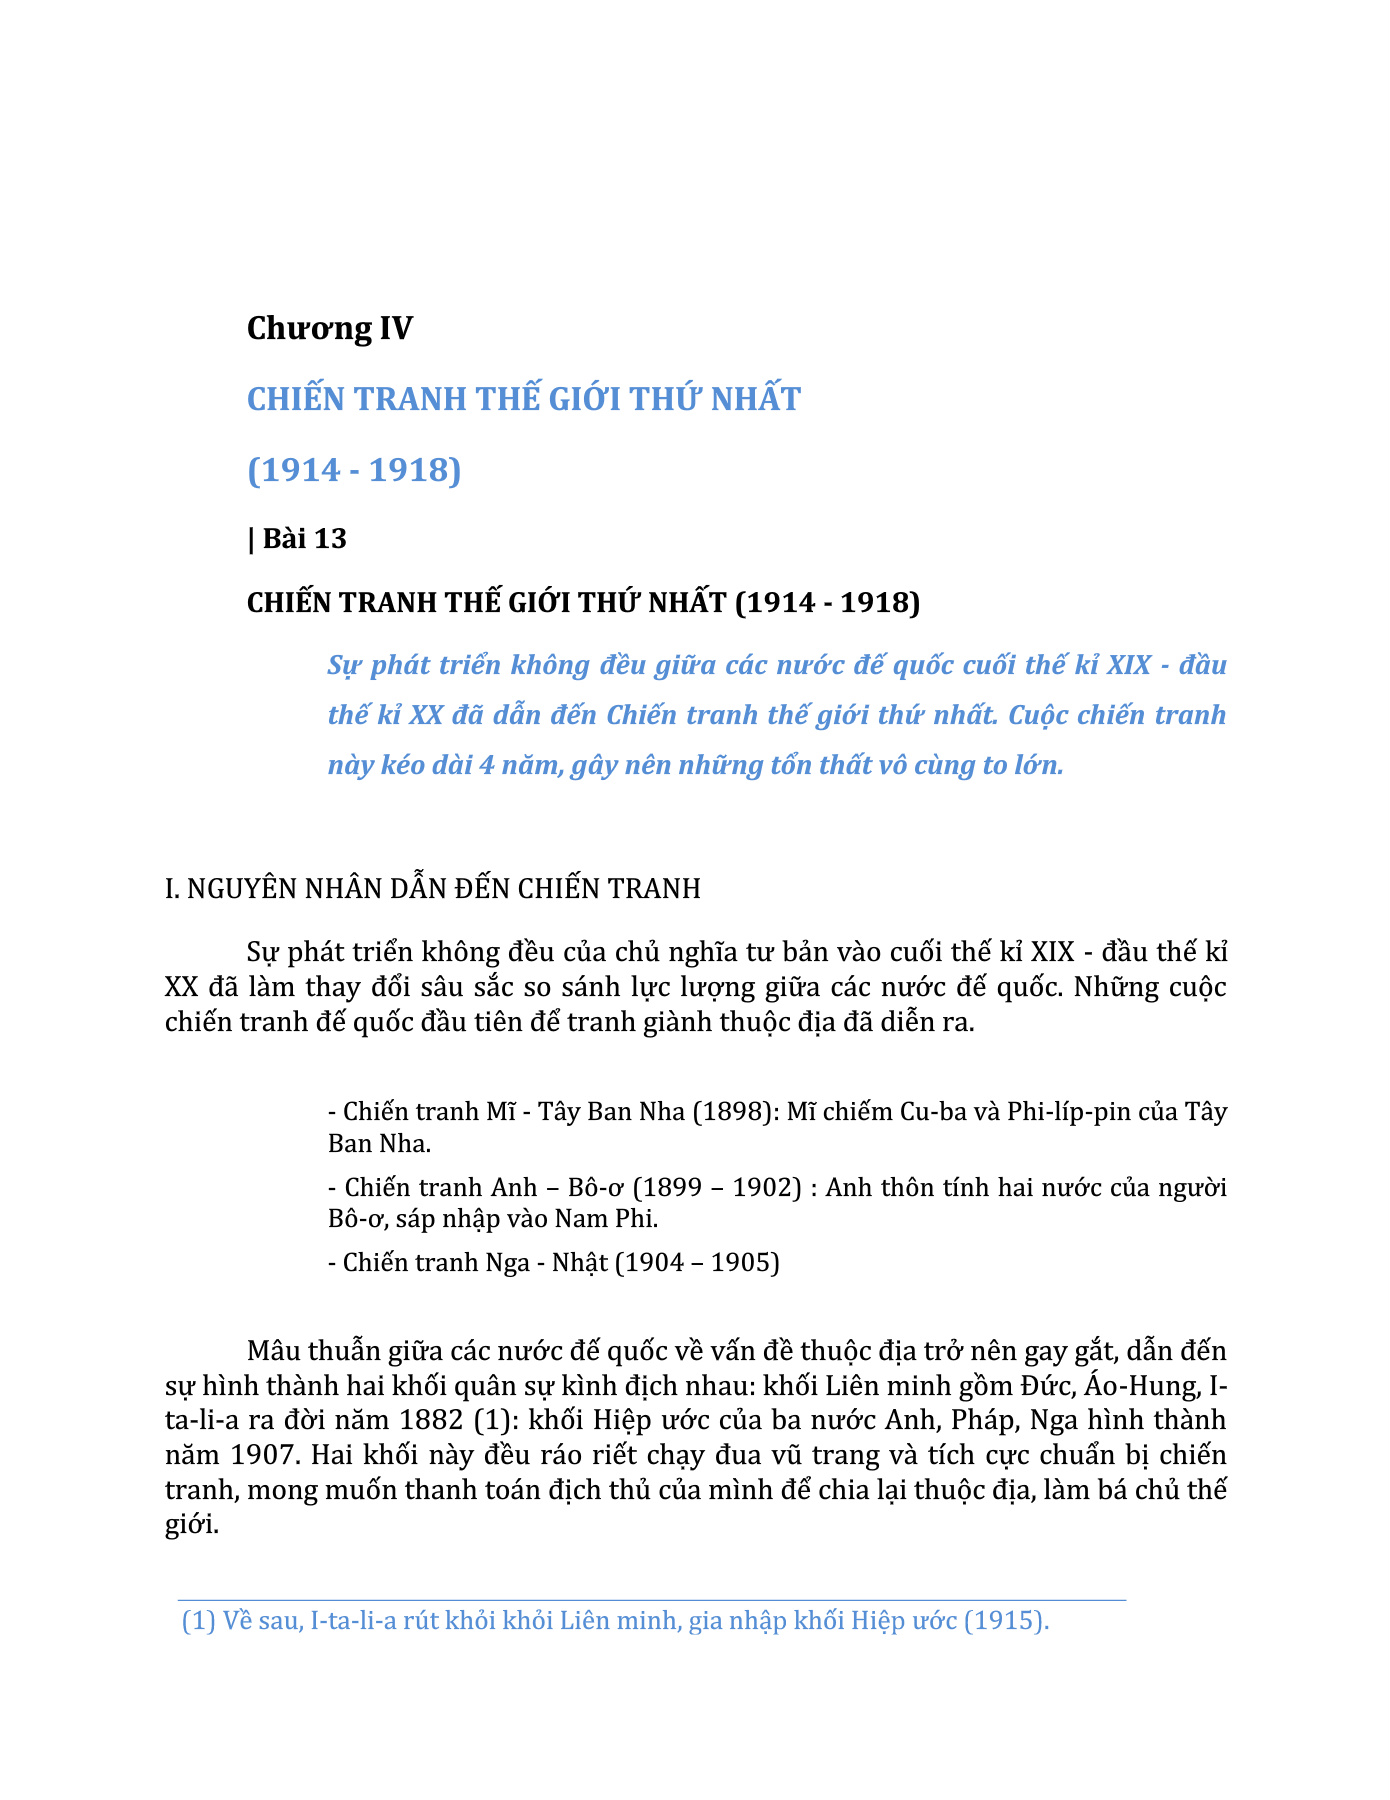 Chương IV
CHIẾN TRANH THẾ GIỚI THỨ NHẤT
(1914 - 1918)
| Bài 13
CHIẾN TRANH THẾ GIỚI THỨ NHẤT (1914 - 1918)
Sự phát triển không đều giữa các nước đế quốc cuối thế kỉ XIX - đầu
thế kỉ XX đã dẫn đến Chiến tranh thế giới thứ nhất. Cuộc chiến tranh
này kéo dài 4 năm, gây nên những tổn thất vô cùng to lớn.
I. NGUYÊN NHÂN DẪN ĐẾN CHIẾN TRANH
Sự phát triển không đều của chủ nghĩa tư bản vào cuối thế kỉ XIX - đầu thế kỉ
XX đã làm thay đổi sâu sắc so sánh lực lượng giữa các nước đế quốc. Những cuộc
chiến tranh đế quốc đầu tiên để tranh giành thuộc địa đã diễn ra.
- Chiến tranh Mĩ - Tây Ban Nha (1898): Mĩ chiếm Cu-ba và Phi-líp-pin của Tây
Ban Nha.
- Chiến tranh Anh – Bô-ơ (1899 – 1902) : Anh thôn tính hai nước của người
Bô-ơ, sáp nhập vào Nam Phi.
- Chiến tranh Nga - Nhật (1904 – 1905)
Mâu thuẫn giữa các nước đế quốc về vấn đề thuộc địa trở nên gay gắt, dẫn đến
sự hình thành hai khối quân sự kình địch nhau: khối Liên minh gồm Đức, Áo-Hung, I-
ta-li-a ra đời năm 1882 (1): khối Hiệp ước của ba nước Anh, Pháp, Nga hình thành
năm 1907. Hai khối này đều ráo riết chạy đua vũ trang và tích cực chuẩn bị chiến
tranh, mong muốn thanh toán địch thủ của mình để chia lại thuộc địa, làm bá chủ thế
giới.
(1) Về sau, I-ta-li-a rút khỏi khỏi Liên minh, gia nhập khối Hiệp ước (1915).